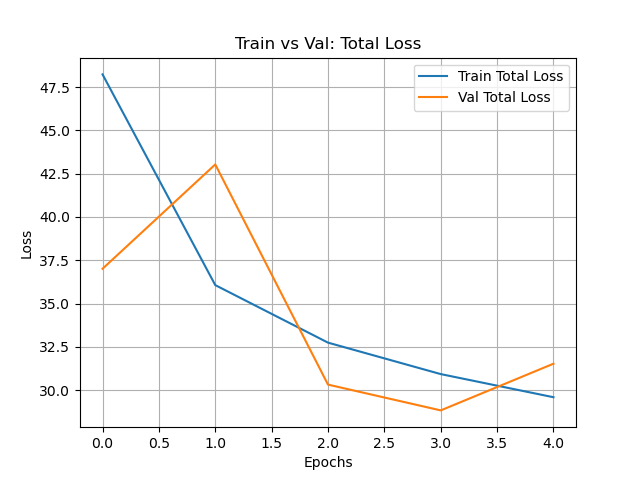 Train vs Val: Total Loss
Train Total Loss
Val Total Loss
47.5
45.0
42.5
40.0
37.5
35.0
32.5
30.0
Loss
0.0 0.5 1.0 1.5 2.0 2.5 3.0 3.5 4.0
Epochs